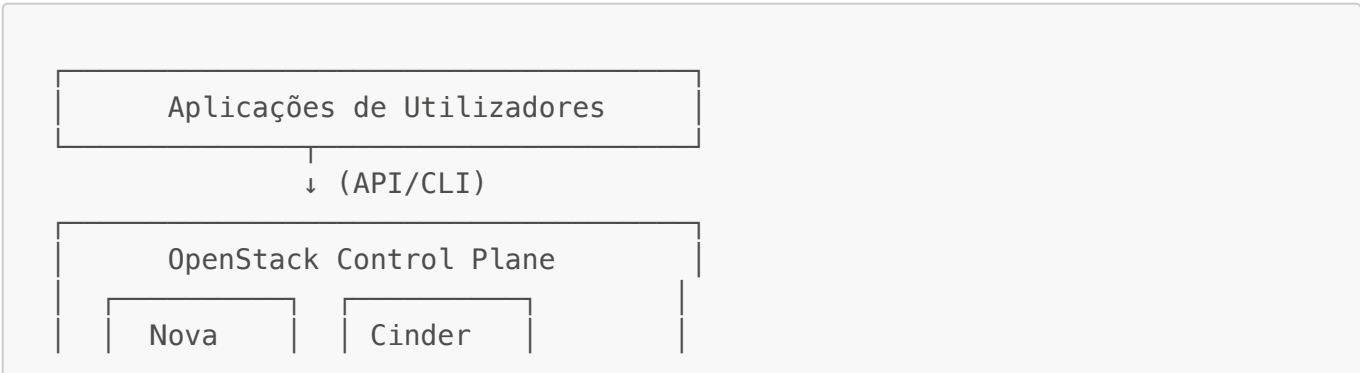 Aplicações de Utilizadores
↓ (API/CLI)
OpenStack Control Plane
Nova Cinder